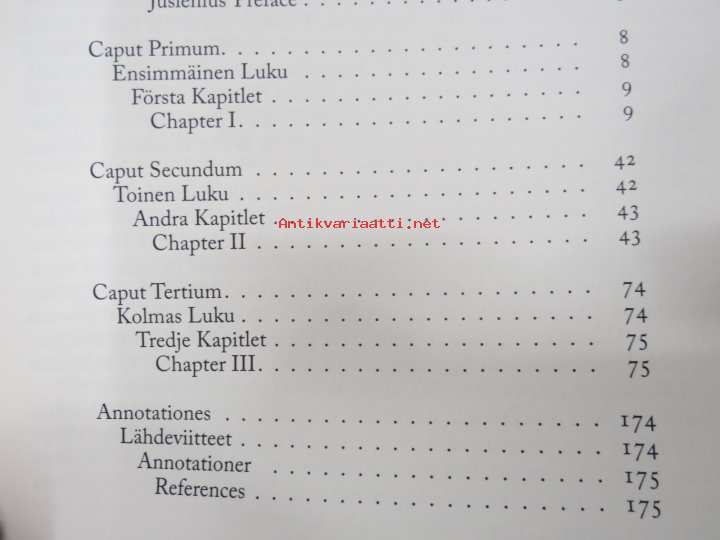 Juslenius Preface
Caput Primum. . . . . . . . . . . . . . . . . . . . . 8
Ensimmäinen Luku . . . . . . . . . . . . . . . . . 8
Första Kapitlet . . . . . . . . . . . . . . . . . . 9
Chapter I. . . . . . . . . . . . . . . . . . . . . 9
Caput Secundum . . . . . . . . . . . . . . . . . . . 42
Toinen Luku . . . . . . . . . . . . . . . . . . . . 42
Andra Kapitlet . . . . . . . . . . . . . . . . . . 43
Antikvariaatti.net
Chapter II . . . . . . . . . . . . . . . . . . . . 43
Caput Tertium. . . . . . . . . . . . . . . . . . . . 74
Kolmas Luku . . . . . . . . . . . . . . . . . . . . 74
Tredje Kapitlet . . . . . . . . . . . . . . . . . . 75
Chapter III. . . . . . . . . . . . . . . . . . . . 75
Annotationes . . . . . . . . . . . . . . . . . . . . 174
Lähdeviitteet . . . . . . . . . . . . . . . . . . . 174
Annotationer . . . . . . . . . . . . . . . . . . . 175
References . . . . . . . . . . . . . . . . . . . . 175